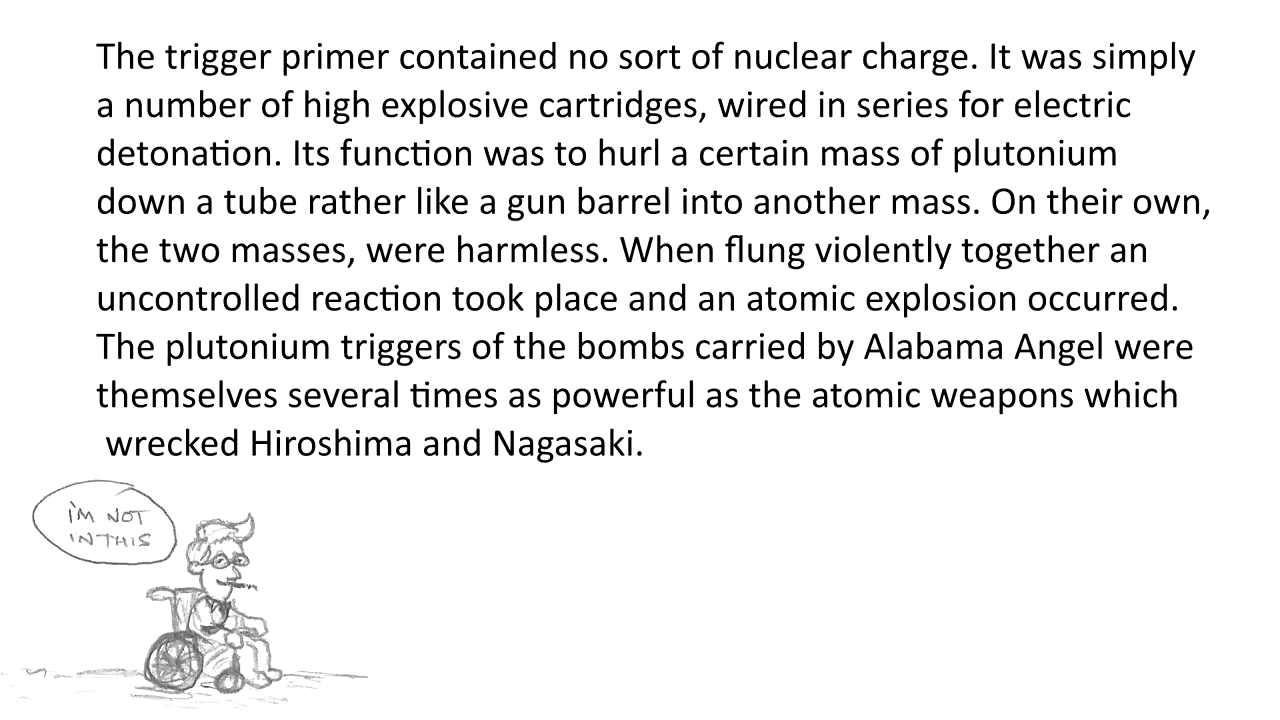 The trigger primer contained no sort of nuclear charge. It was simply
a number of high explosive cartridges, wired in series for electric
detonation. Its function was to hurl a certain mass of plutonium
down a tube rather like a gun barrel into another mass. On their own,
the two masses, were harmless. When flung violently together an
uncontrolled reaction took place and an atomic explosion occurred.
The plutonium triggers of the bombs carried by Alabama Angel were
themselves several times as powerful as the atomic weapons which
wrecked Hiroshima and Nagasaki.
I'M NOT
IN THIS